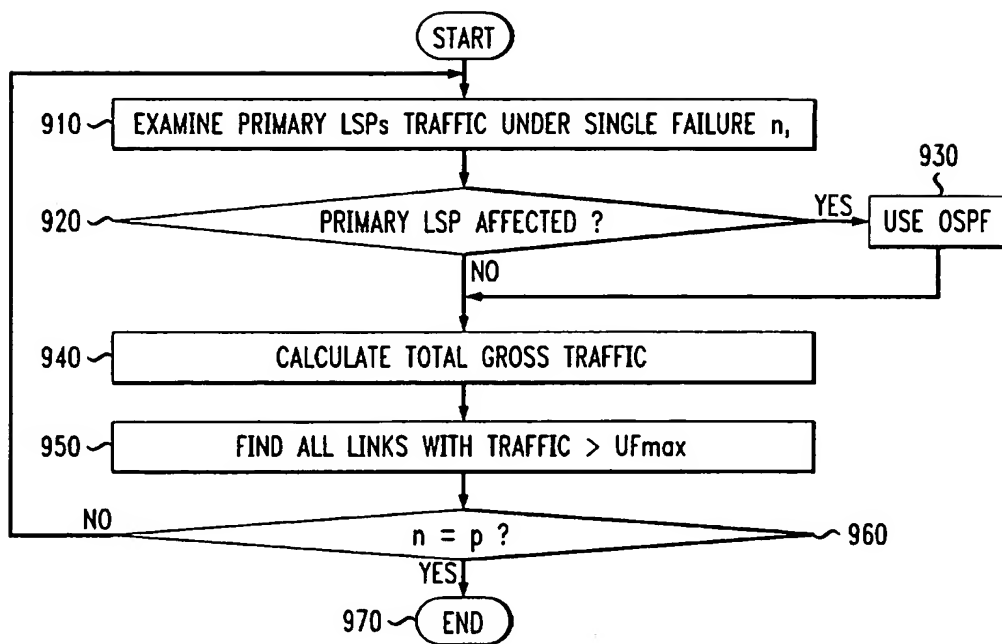 START
910
EXAMINE PRIMARY LSPs TRAFFIC UNDER SINGLE FAILURE n,
930
920
PRIMARY LSP AFFECTED ?
YES
USE OSPF
NO
940
CALCULATE TOTAL GROSS TRAFFIC
950
FIND ALL LINKS WITH TRAFFIC > UFmax
NO
n = p ?
960
YES
970
END